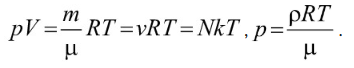 pV = m/μ RT = νRT = NkT, p = ρRT/μ.